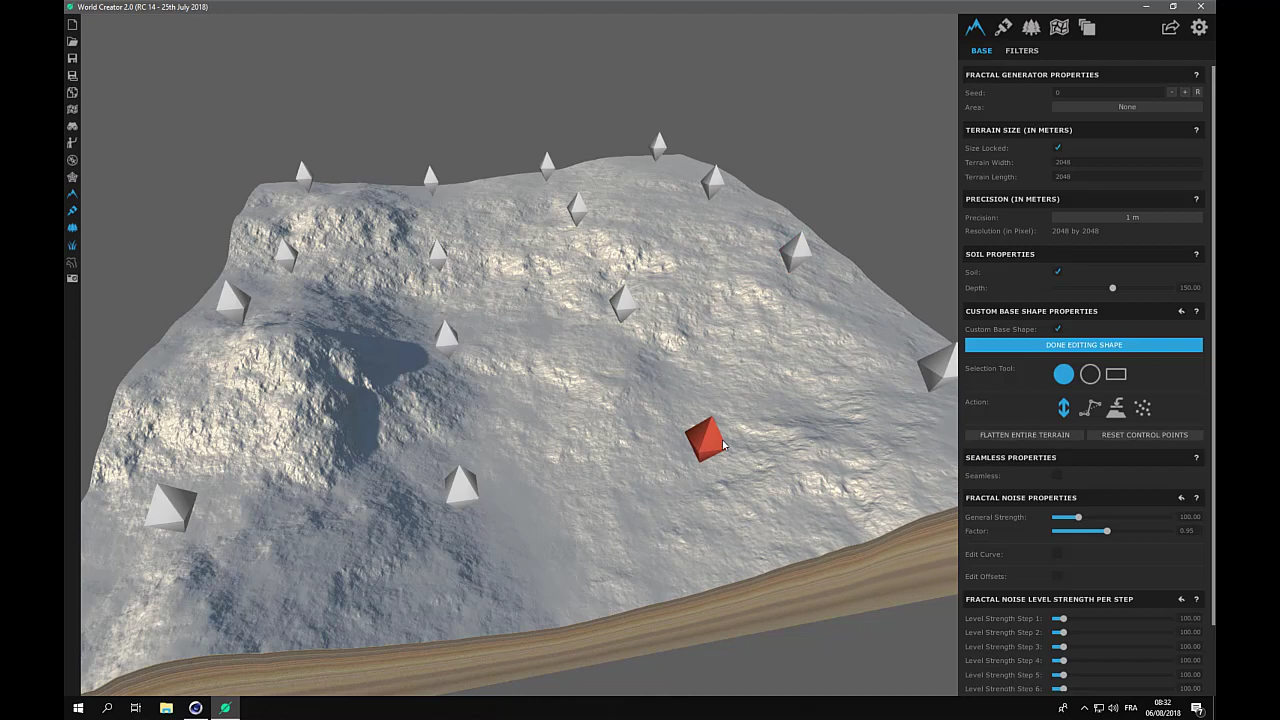 World Creator 2.0 (RC 14 - 25th July 2018)
BASE FILTERS
FRACTAL GENERATOR PROPERTIES ?
Seed: 0 - + R
Area: None
TERRAIN SIZE (IN METERS) ?
Size Locked:
Terrain Width: 2048
Terrain Length: 2048
PRECISION (IN METERS) ?
Precision: 1 m
Resolution (in Pixel): 2048 by 2048
SOIL PROPERTIES ?
Soil:
Depth: 150.00
CUSTOM BASE SHAPE PROPERTIES ?
Custom Base Shape:
DONE EDITING SHAPE
Selection Tool:
Action:
FLATTEN ENTIRE TERRAIN RESET CONTROL POINTS
SEAMLESS PROPERTIES ?
Seamless:
FRACTAL NOISE PROPERTIES ?
General Strength: 100.00
Factor: 0.95
Edit Curve:
Edit Offsets:
FRACTAL NOISE LEVEL STRENGTH PER STEP ?
Level Strength Step 1: 100.00
Level Strength Step 2: 100.00
Level Strength Step 3: 100.00
Level Strength Step 4: 100.00
Level Strength Step 5: 100.00
Level Strength Step 6: 100.00
FRA
08:32
06/08/2018